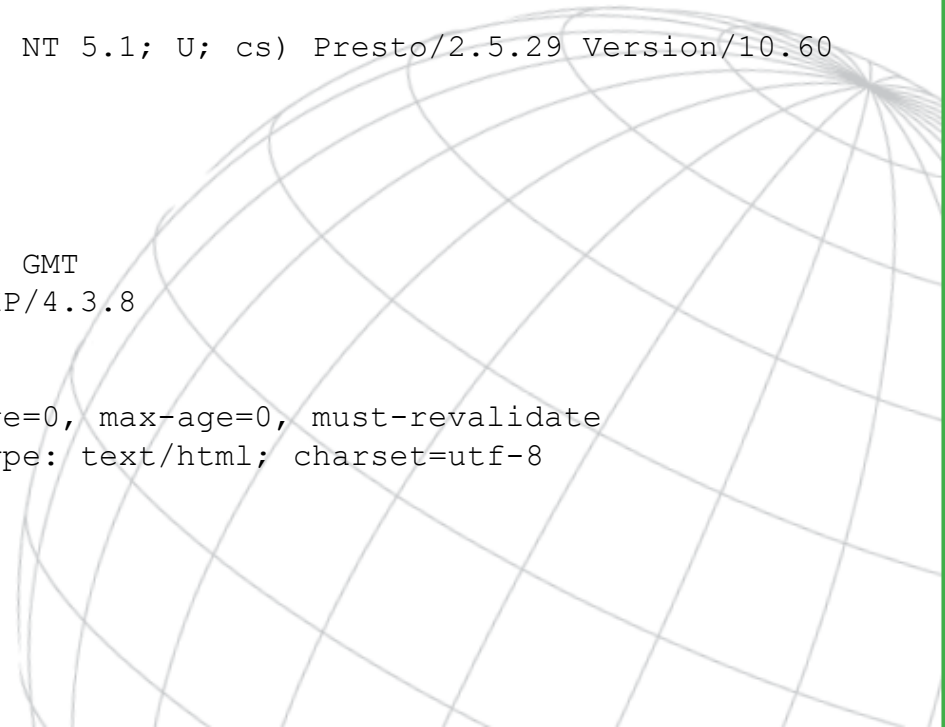 NT 5.1; U; cs) Presto/2.5.29 Version/10.60
GMT
P/4.3.8
e=0, max-age=0, must-revalidate
pe: text/html; charset=utf-8